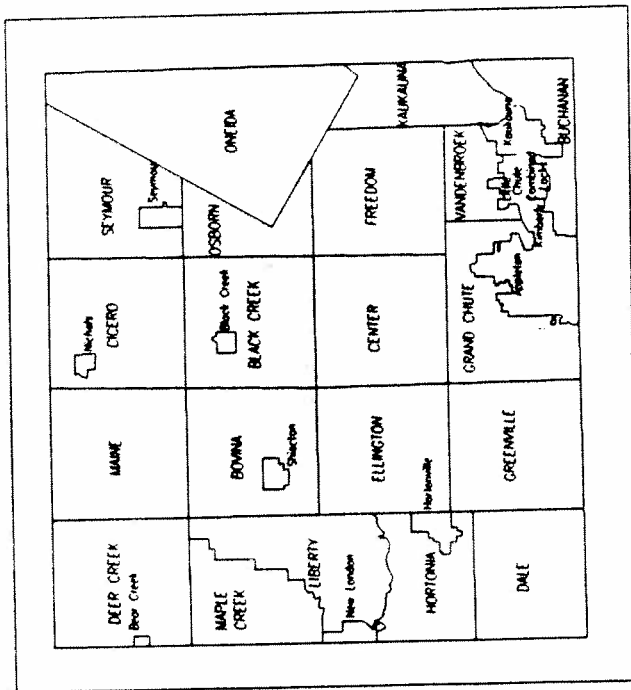 DEER CREEK
Bear Creek
MAINE
Nichols
CICERO
SEYMOUR
Seymour
ONEIDA
MAPLE
CREEK
LIBERTY
New London
BOVINA
Shiocton
Black Creek
BLACK CREEK
OSBORN
HORTONIA
Hortonville
ELLINGTON
CENTER
FREEDOM
KAUKAUNA
DALE
GREENVILLE
GRAND CHUTE
Appleton
VANDENBROEK
Little
Chute
Kaukauna
Combined
Locks
Kimberly
BUCHANAN